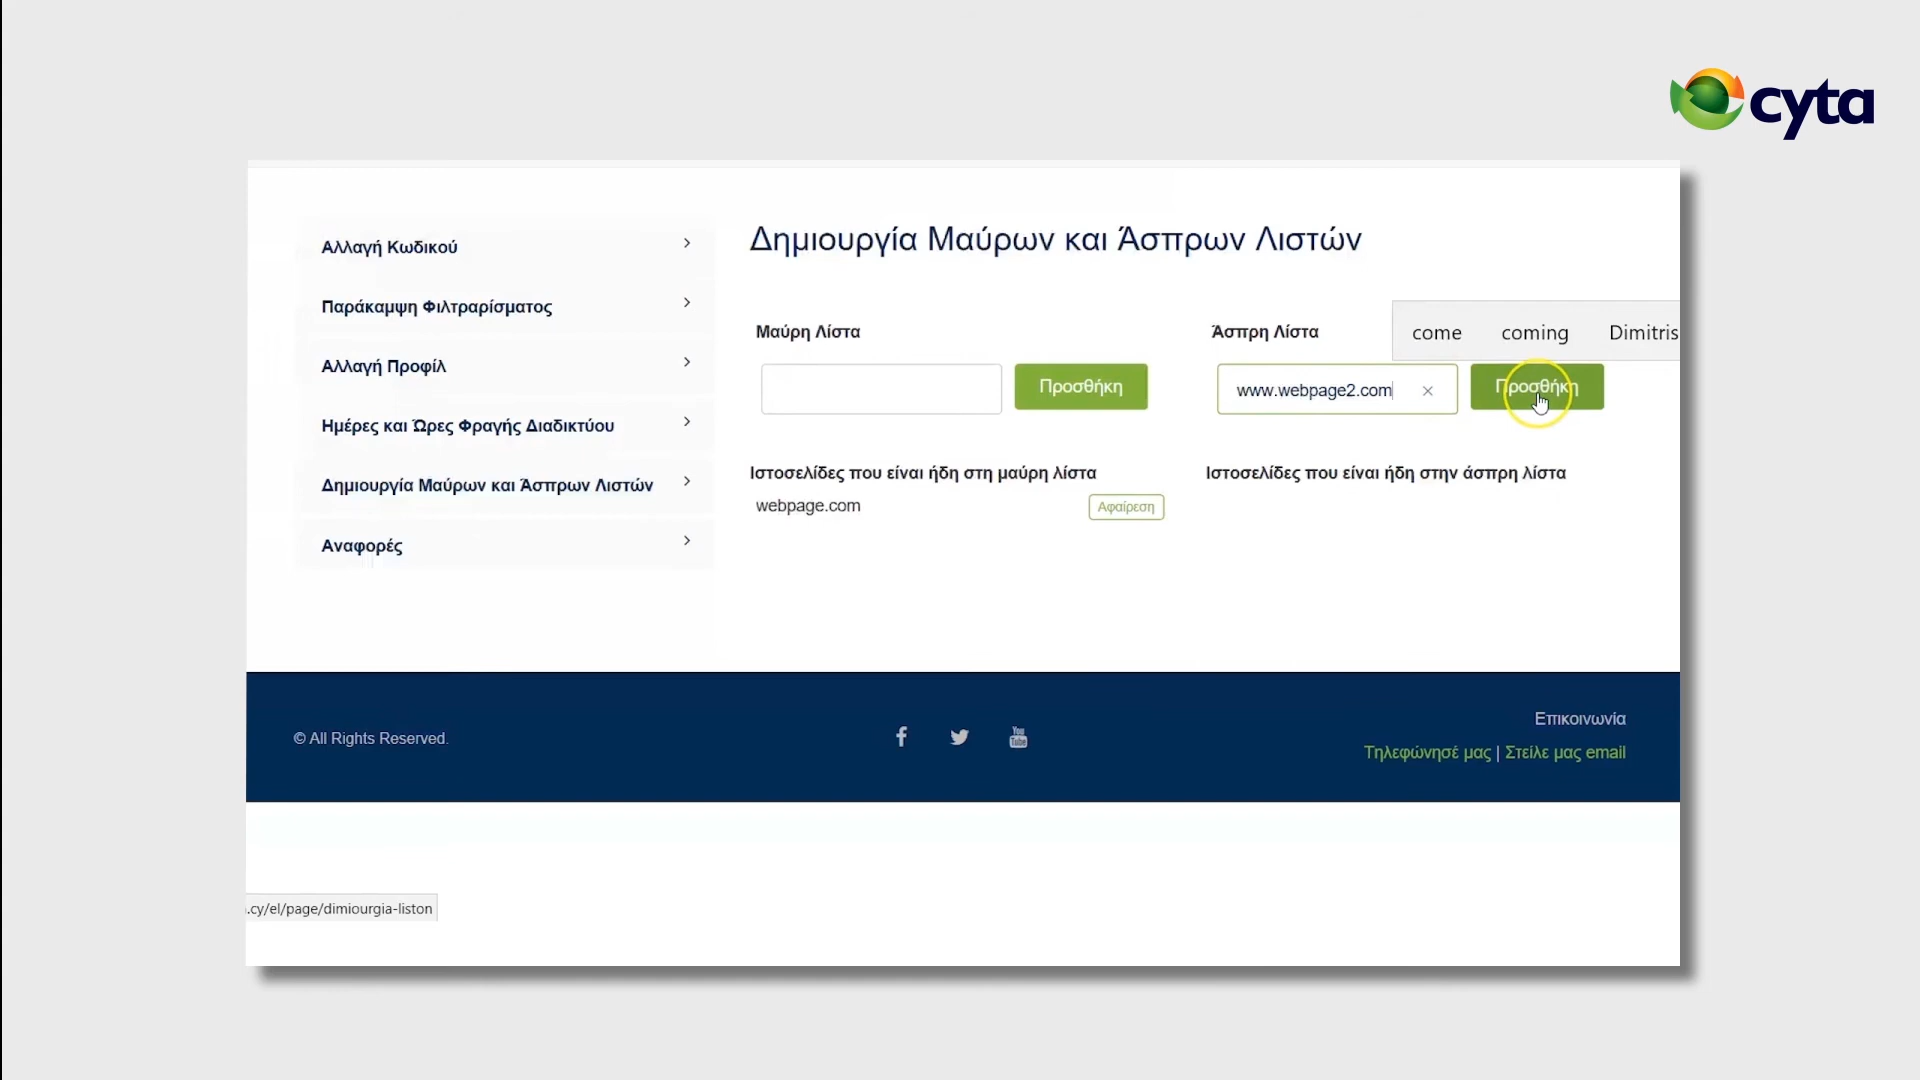 cyta
Αλλαγή Κωδικού
Παράκαμψη Φιλτραρίσματος
Αλλαγή Προφίλ
Ημέρες και Ώρες Φραγής Διαδικτύου
Δημιουργία Μαύρων και Άσπρων Λιστών
Αναφορές
Δημιουργία Μαύρων και Άσπρων Λιστών
Μαύρη Λίστα
Προσθήκη
Ιστοσελίδες που είναι ήδη στη μαύρη λίστα
webpage.com
Αφαίρεση
Άσπρη Λίστα
come coming Dimitris
www.webpage2.com
Προσθήκη
Ιστοσελίδες που είναι ήδη στην άσπρη λίστα
© All Rights Reserved.
You Tube
Επικοινωνία
Τηλεφώνησέ μας | Στείλε μας email
.cy/el/page/dimiourgia-liston